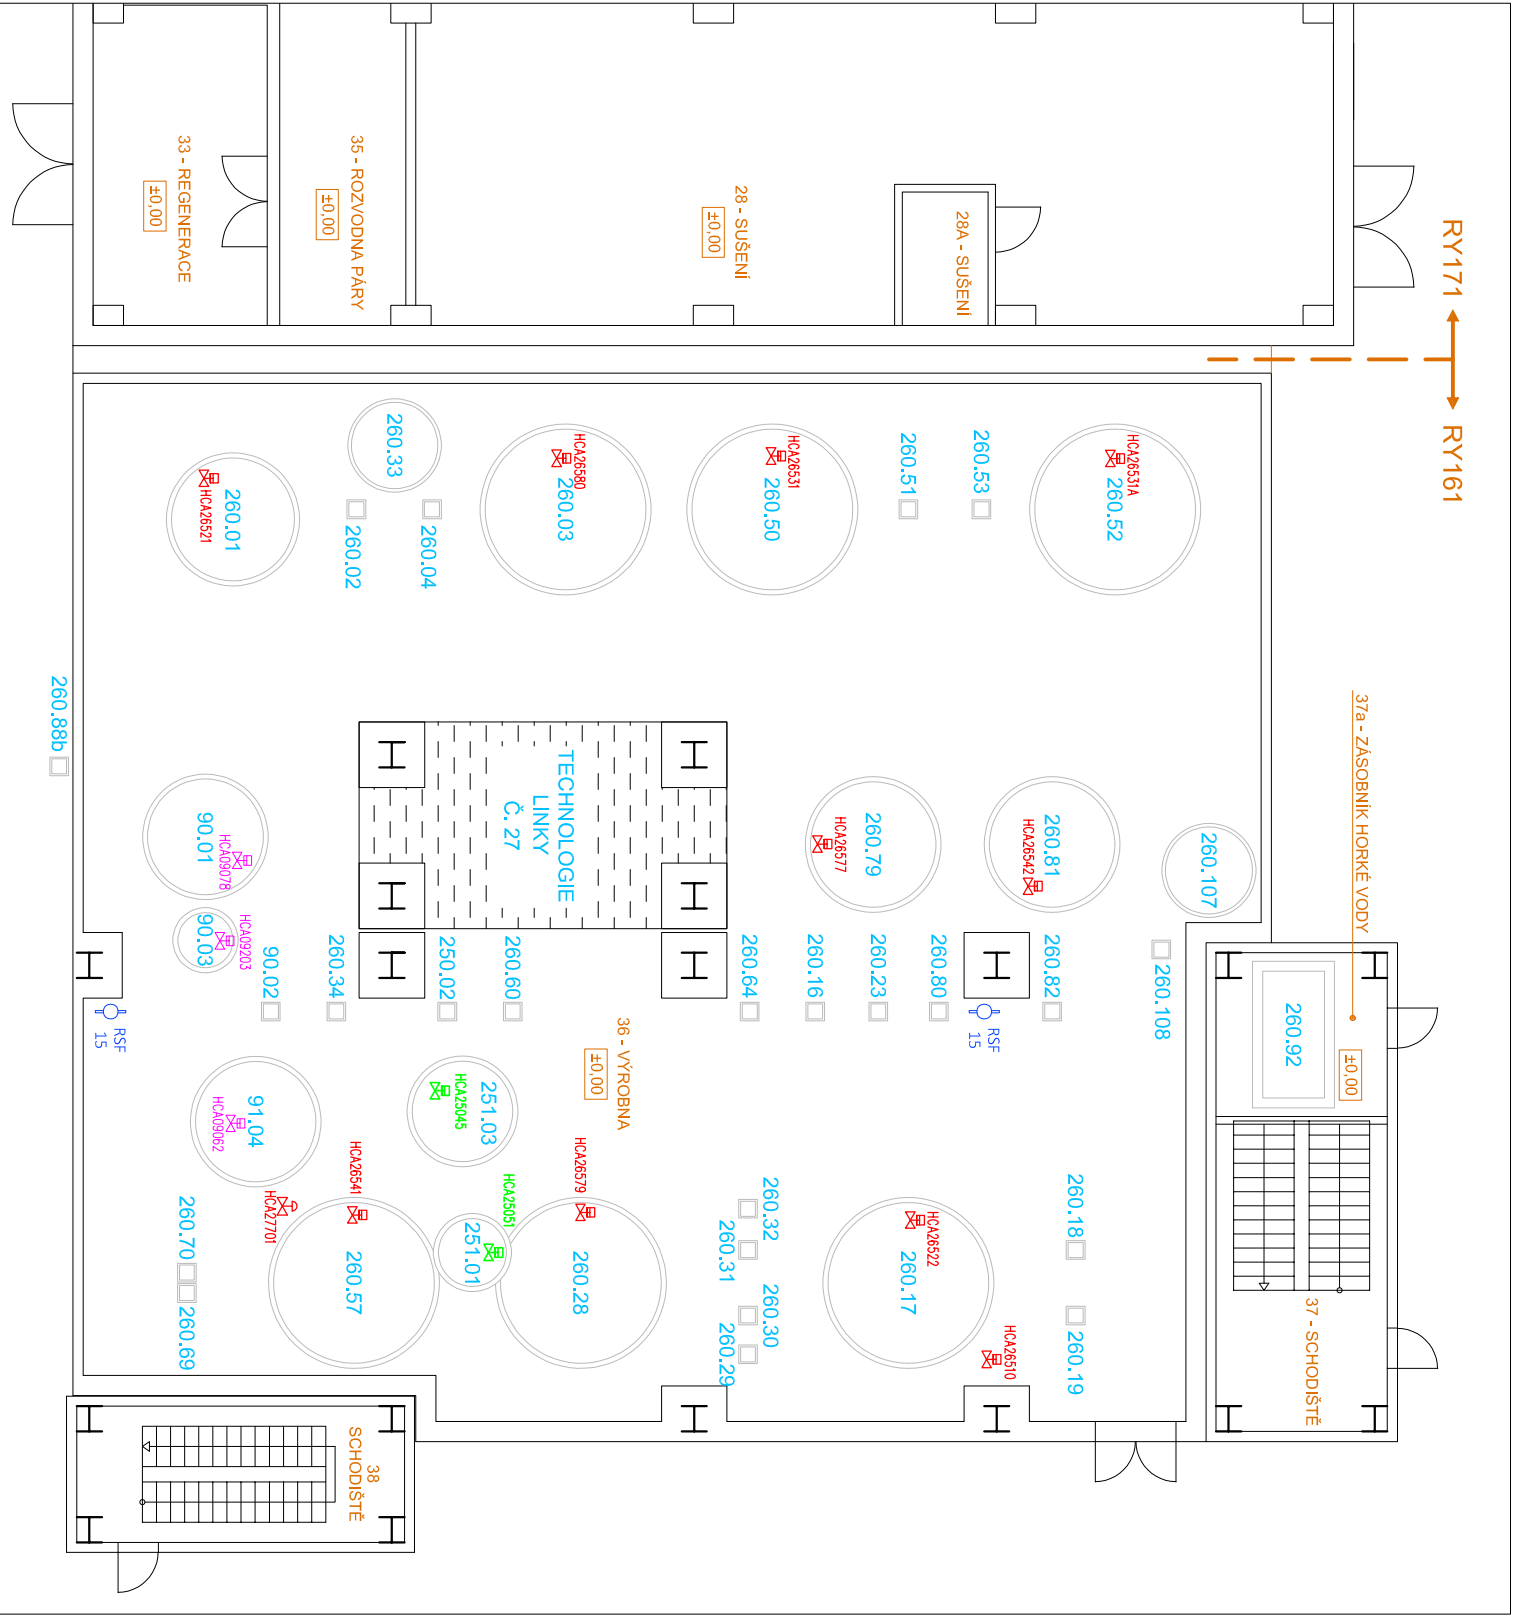 RY171
RY161
28A - SUŠENÍ
28 - SUŠENÍ
±0,00
35 - ROZVODNA PÁRY
±0,00
33 - REGENERACE
±0,00
HCA26531A
260.52
260.53
260.51
HCA26531
260.50
HCA26580
260.03
260.33
260.04
260.02
260.01
HCA26521
260.88b
37a - ZÁSOBNÍK HORKÉ VODY
±0,00
260.92
260.107
260.81
HCA26542
260.79
HCA26577
TECHNOLOGIE
LINKY
Č. 27
90.01
HCA09078
90.03
HCA09203
260.108
260.82
260.80
260.23
260.16
260.64
260.60
250.02
260.34
90.02
RSF
15
RSF
15
36 - VÝROBNA
±0,00
251.03
HCA25045
91.04
HCA09062
HCA26541
HCA27701
260.57
HCA25051
251.01
HCA26579
260.28
260.32
260.31
260.30
260.29
HCA26522
260.17
HCA26510
260.18
260.19
260.70
260.69
37 - SCHODIŠTĚ
38
SCHODIŠTĚ